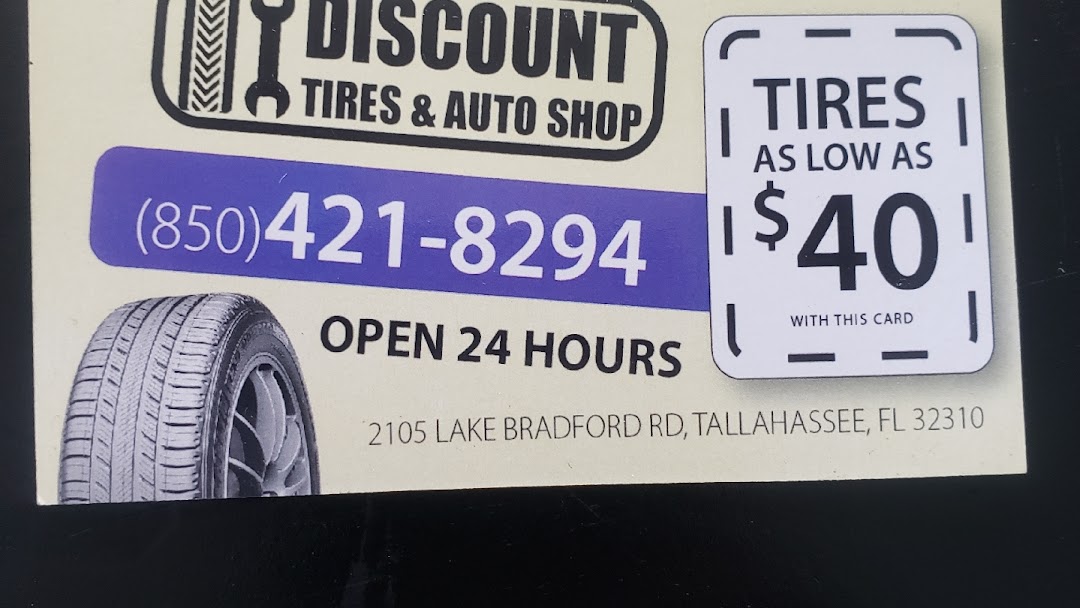 DISCOUNT
TIRES & AUTO SHOP
(850)421-8294
OPEN 24 HOURS
2105 LAKE BRADFORD RD, TALLAHASSEE, FL 32310
TIRES
AS LOW AS
$40
WITH THIS CARD